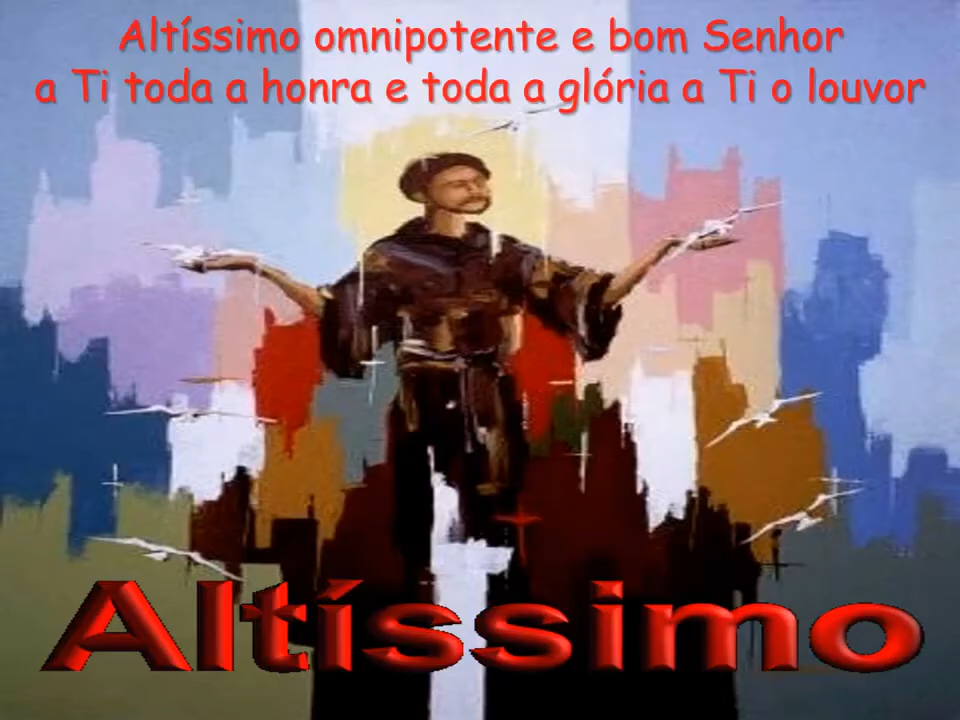 Altíssimo omnipotente e bom Senhor
a Ti toda a honra e toda a glória a Ti o louvor
Altíssimo